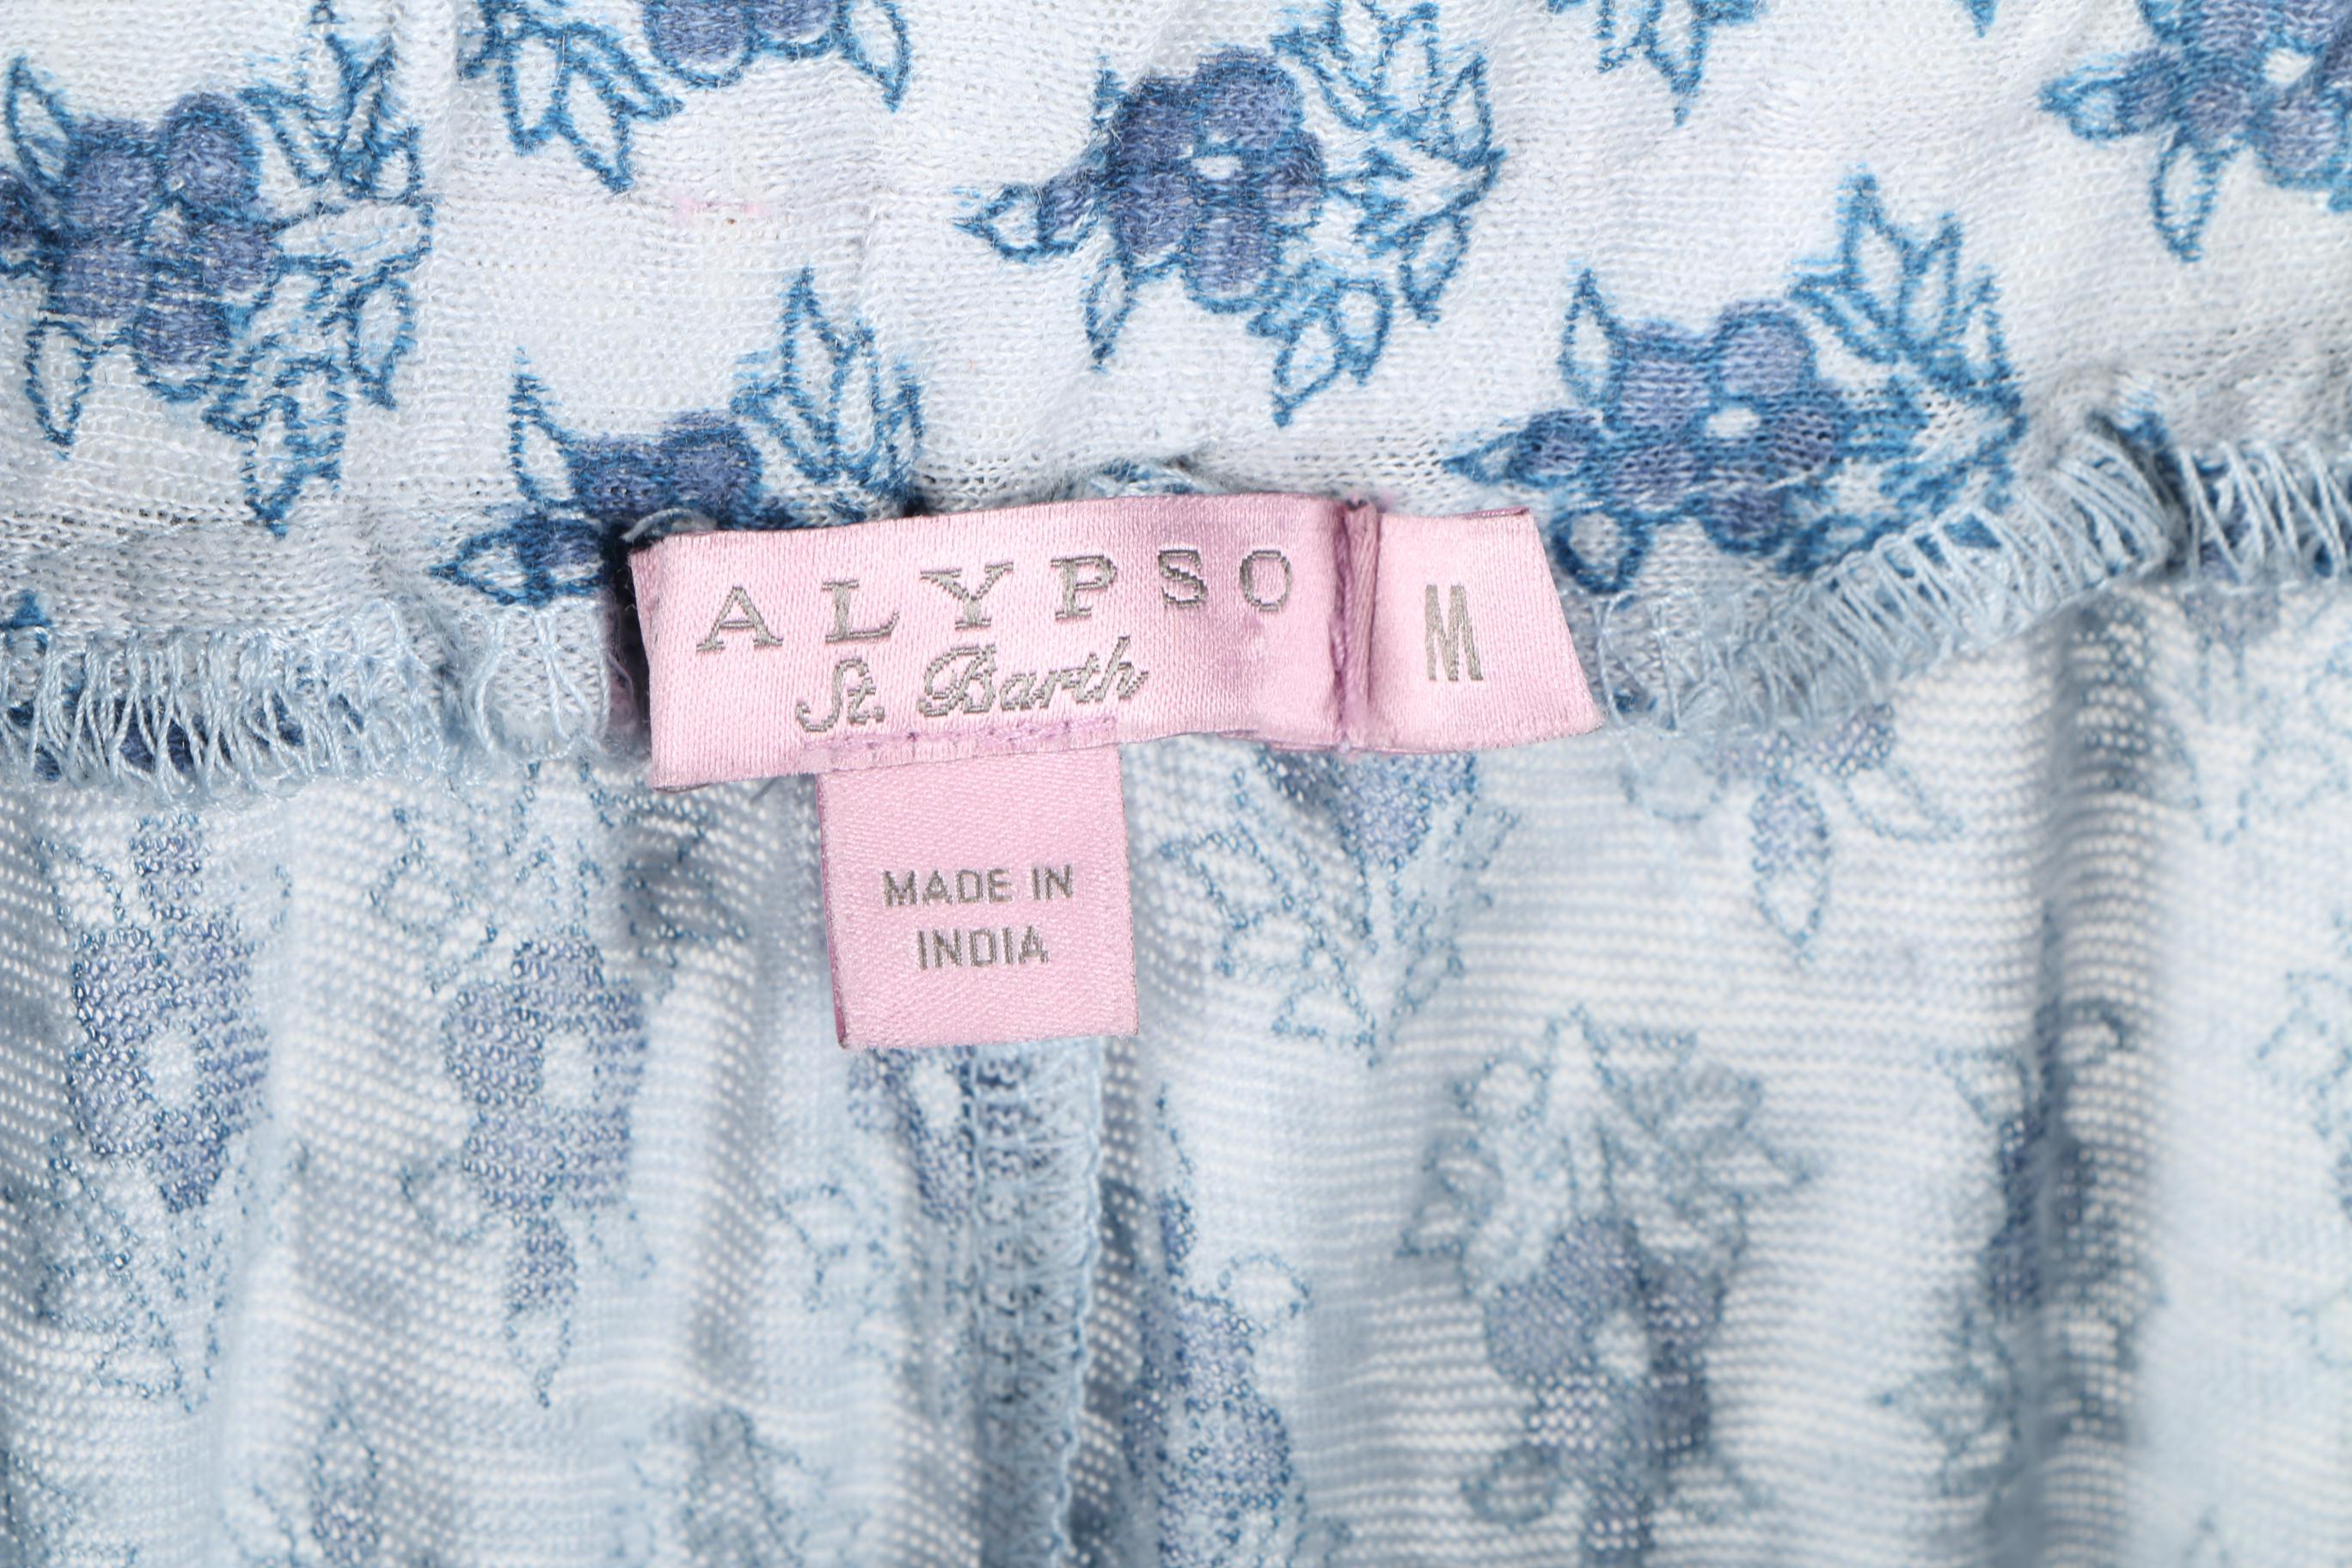 ALYPSO
St. Barth
M
MADE IN
INDIA